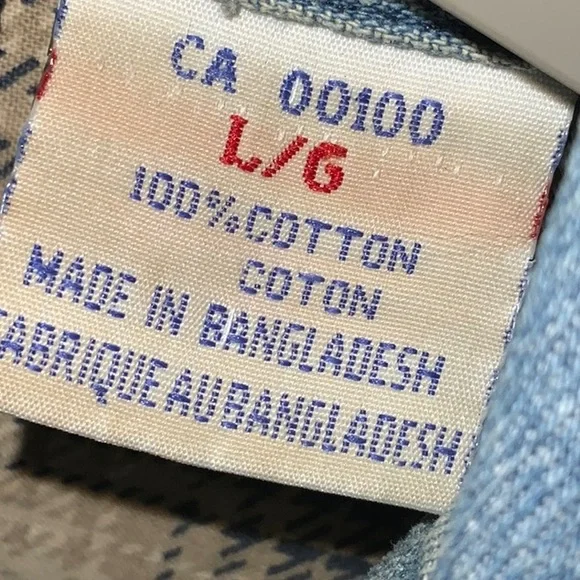 CA 00100
L/G
100% COTTON
COTON
MADE IN BANGLADESH
FABRIQUE AU BANGLADESH